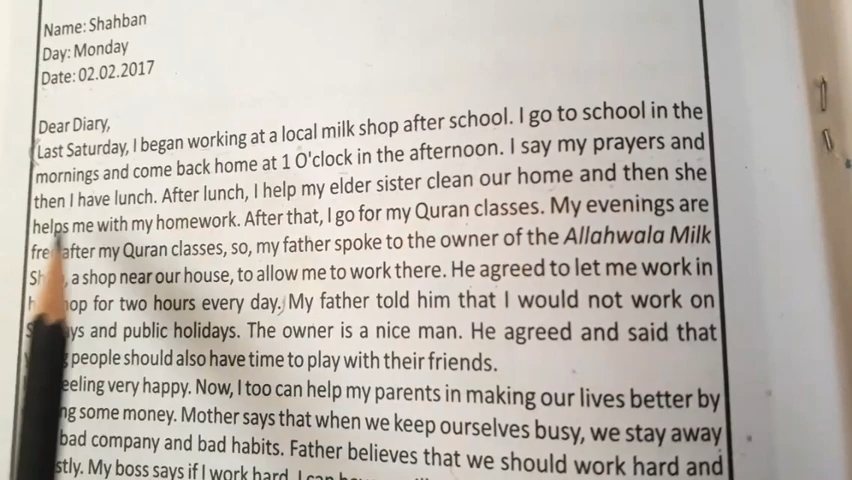 Name: Shahban
Day: Monday
Date: 02.02.2017
Dear Diary,
Last Saturday, I began working at a local milk shop after school. I go to school in the
mornings and come back home at 1 O'clock in the afternoon. I say my prayers and
then I have lunch. After lunch, I help my elder sister clean our home and then she
helps me with my homework. After that, I go for my Quran classes. My evenings are
free after my Quran classes, so, my father spoke to the owner of the Allahwala Milk
a shop near our house, to allow me to work there. He agreed to let me work in
for two hours every day. My father told him that I would not work on
and public holidays. The owner is a nice man. He agreed and said that
people should also have time to play with their friends.
very happy. Now, I too can help my parents in making our lives better by
some money. Mother says that when we keep ourselves busy, we stay away
bad company and bad habits. Father believes that we should work hard and
My boss says if I work hard, I can